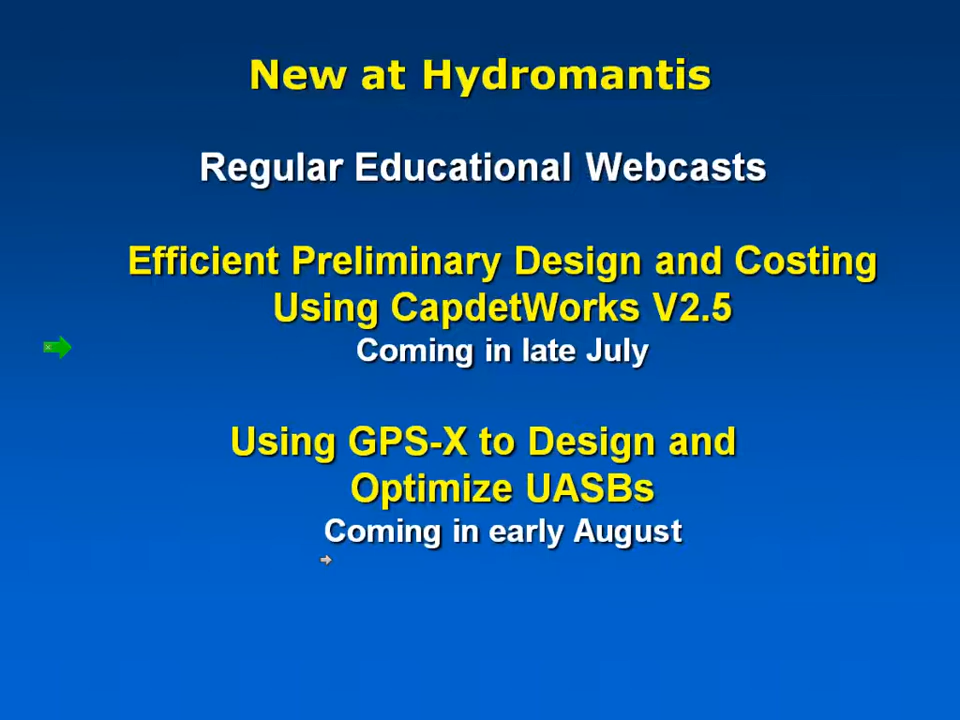 New at Hydromantis
Regular Educational Webcasts
Efficient Preliminary Design and Costing
Using CapdetWorks V2.5
Coming in late July
Using GPS-X to Design and
Optimize UASBs
Coming in early August